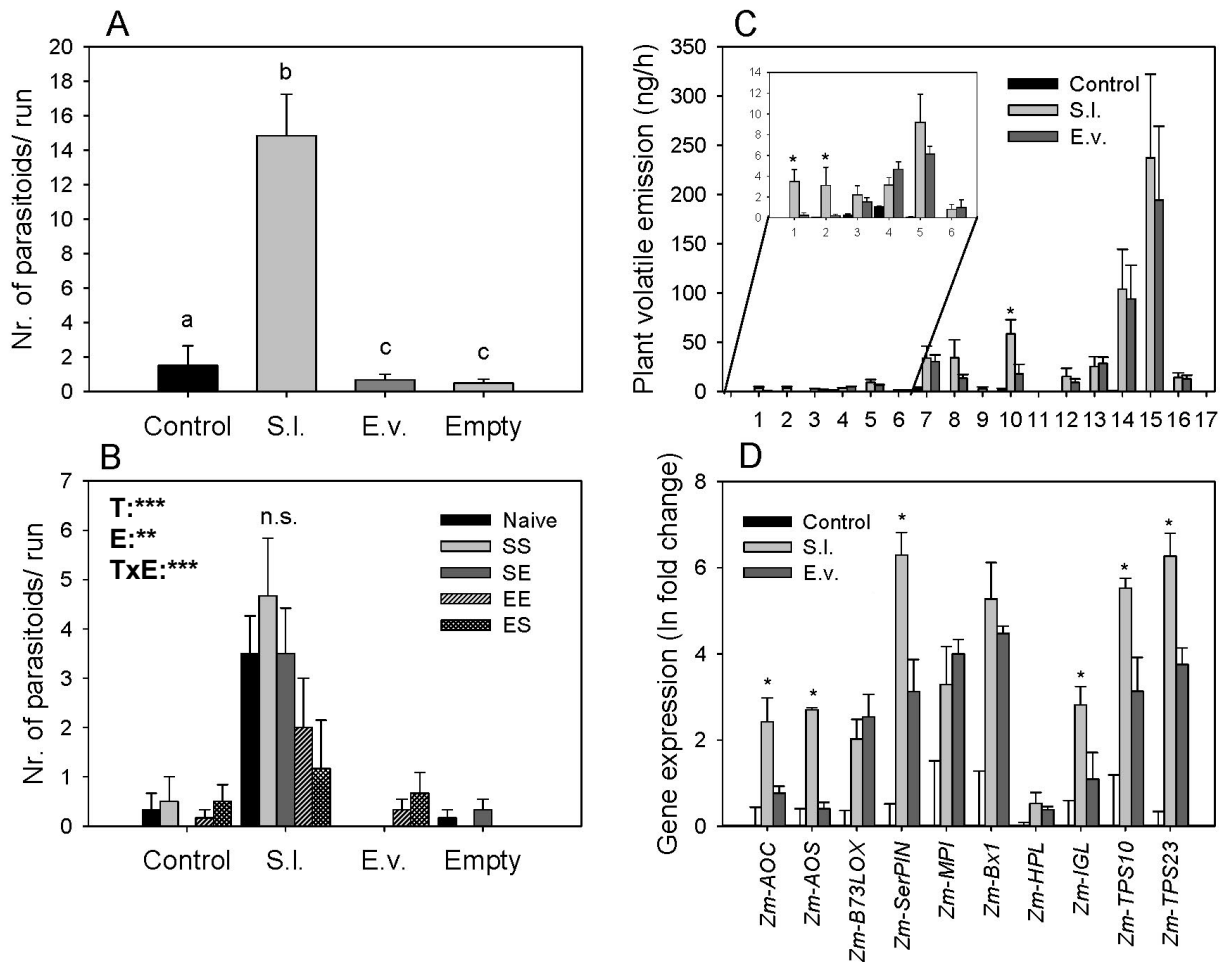 A
Nr. of parasitoids/ run
20
18
16
14
12
10
8
6
4
2
0
a
b
c
c
Control S.l. E.v. Empty
B
Nr. of parasitoids/ run
7
6
5
4
3
2
1
0
T:***
E:**
TxE:***
n.s.
Naive
SS
SE
EE
ES
Control S.l. E.v. Empty
C
Plant volatile emission (ng/h)
350
300
250
200
150
100
50
0
14
12
10
8
6
4
2
0
* *
1 2 3 4 5 6
Control
S.l.
E.v.
*
1 2 3 4 5 6 7 8 9 10 11 12 13 14 15 16 17
D
Gene expression (ln fold change)
8
6
4
2
0
Control
S.l.
E.v.
* * * * * *
Zm-AOC
Zm-AOS
Zm-B73LOX
Zm-SerPIN
Zm-MPI
Zm-Bx1
Zm-HPL
Zm-IGL
Zm-TPS10
Zm-TPS23